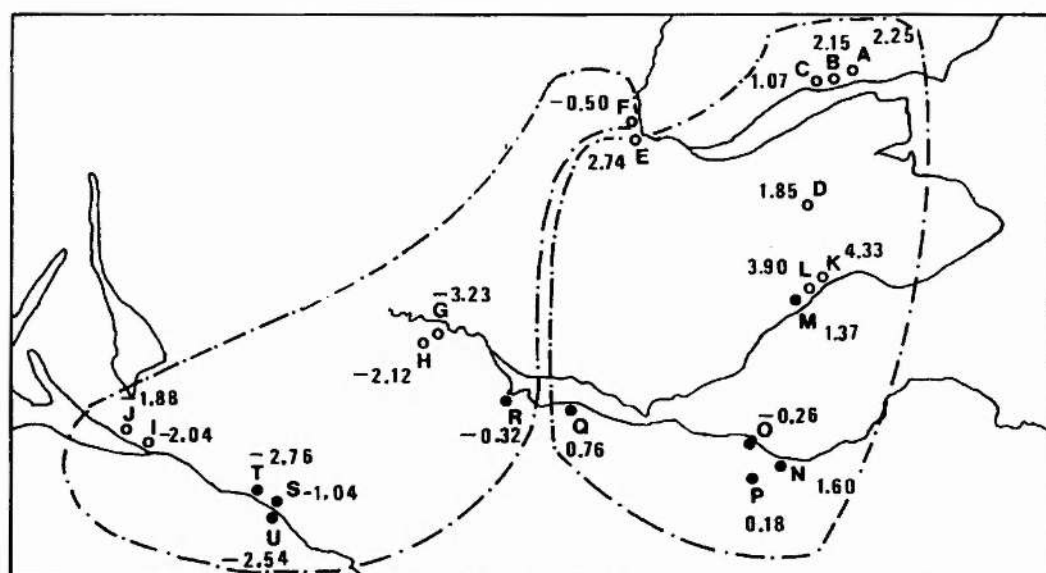 2.15 2.25
C B A
1.07
-0.50
F
E
2.74
1.85 D
3.90 L K 4.33
M
1.37
-3.23
G
H
-2.12
R
-0.32
Q
0.76
O -0.26
N
1.60
P
0.18
-1.88
J
I -2.04
-2.76
T
S -1.04
U
-2.54